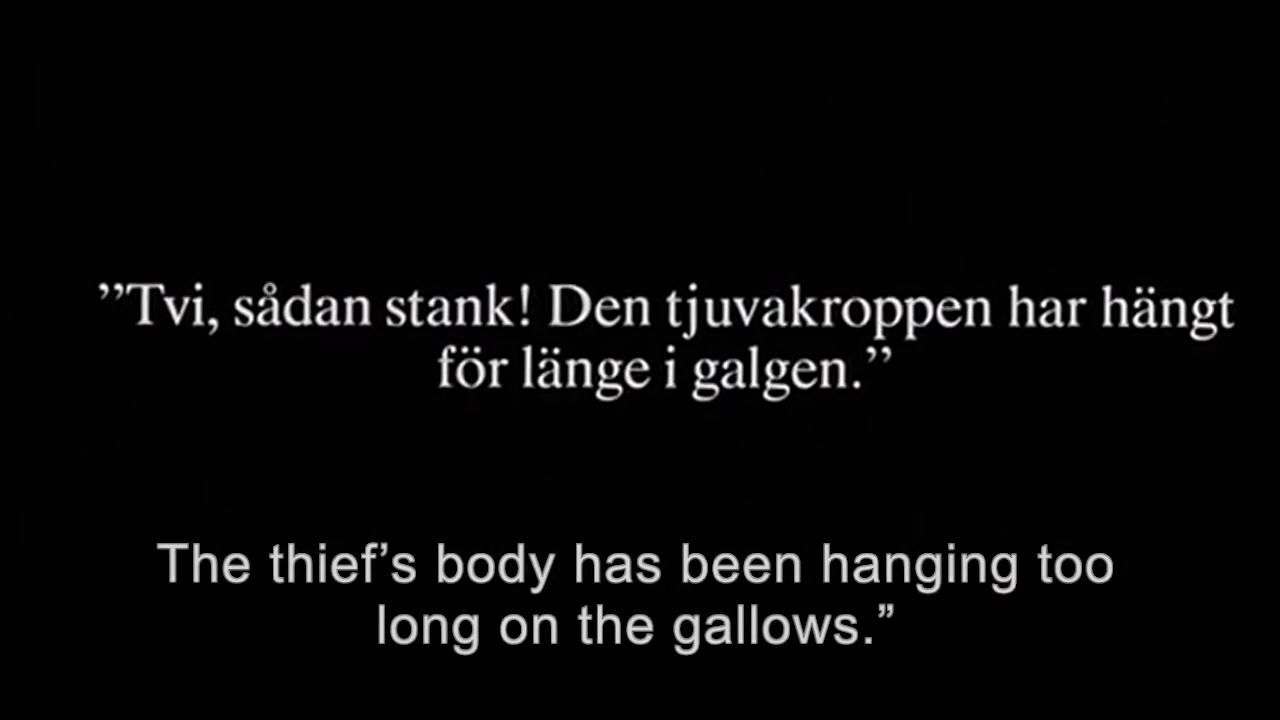 ”Tvi, sådan stank! Den tjuvakroppen har hängt
för länge i galgen.”
The thief’s body has been hanging too
long on the gallows.”